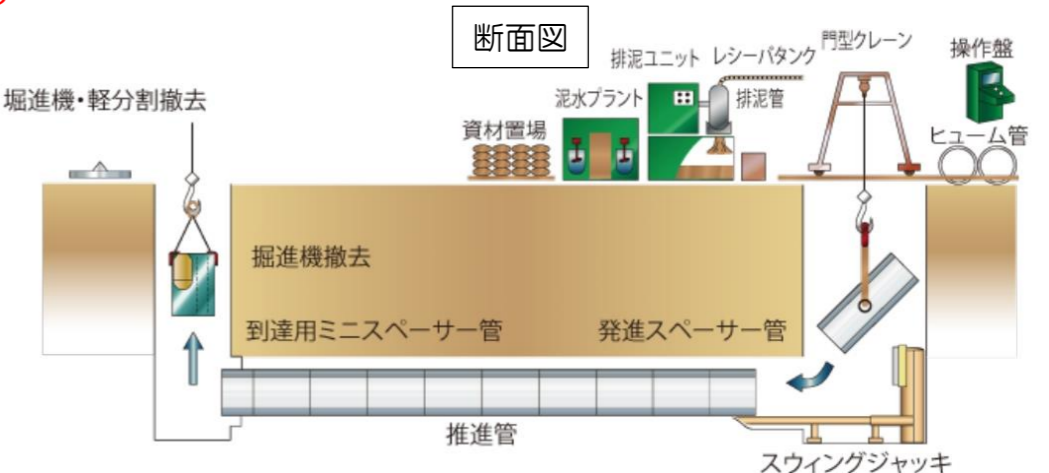 断面図
排泥ユニット
レシーバタンク
門型クレーン
操作盤
堀進機・軽分割撤去
泥水プラント
排泥管
資材置場
ヒューム管
掘進機撤去
到達用ミニスペーサー管
発進スペーサー管
推進管
スウィングジャッキ